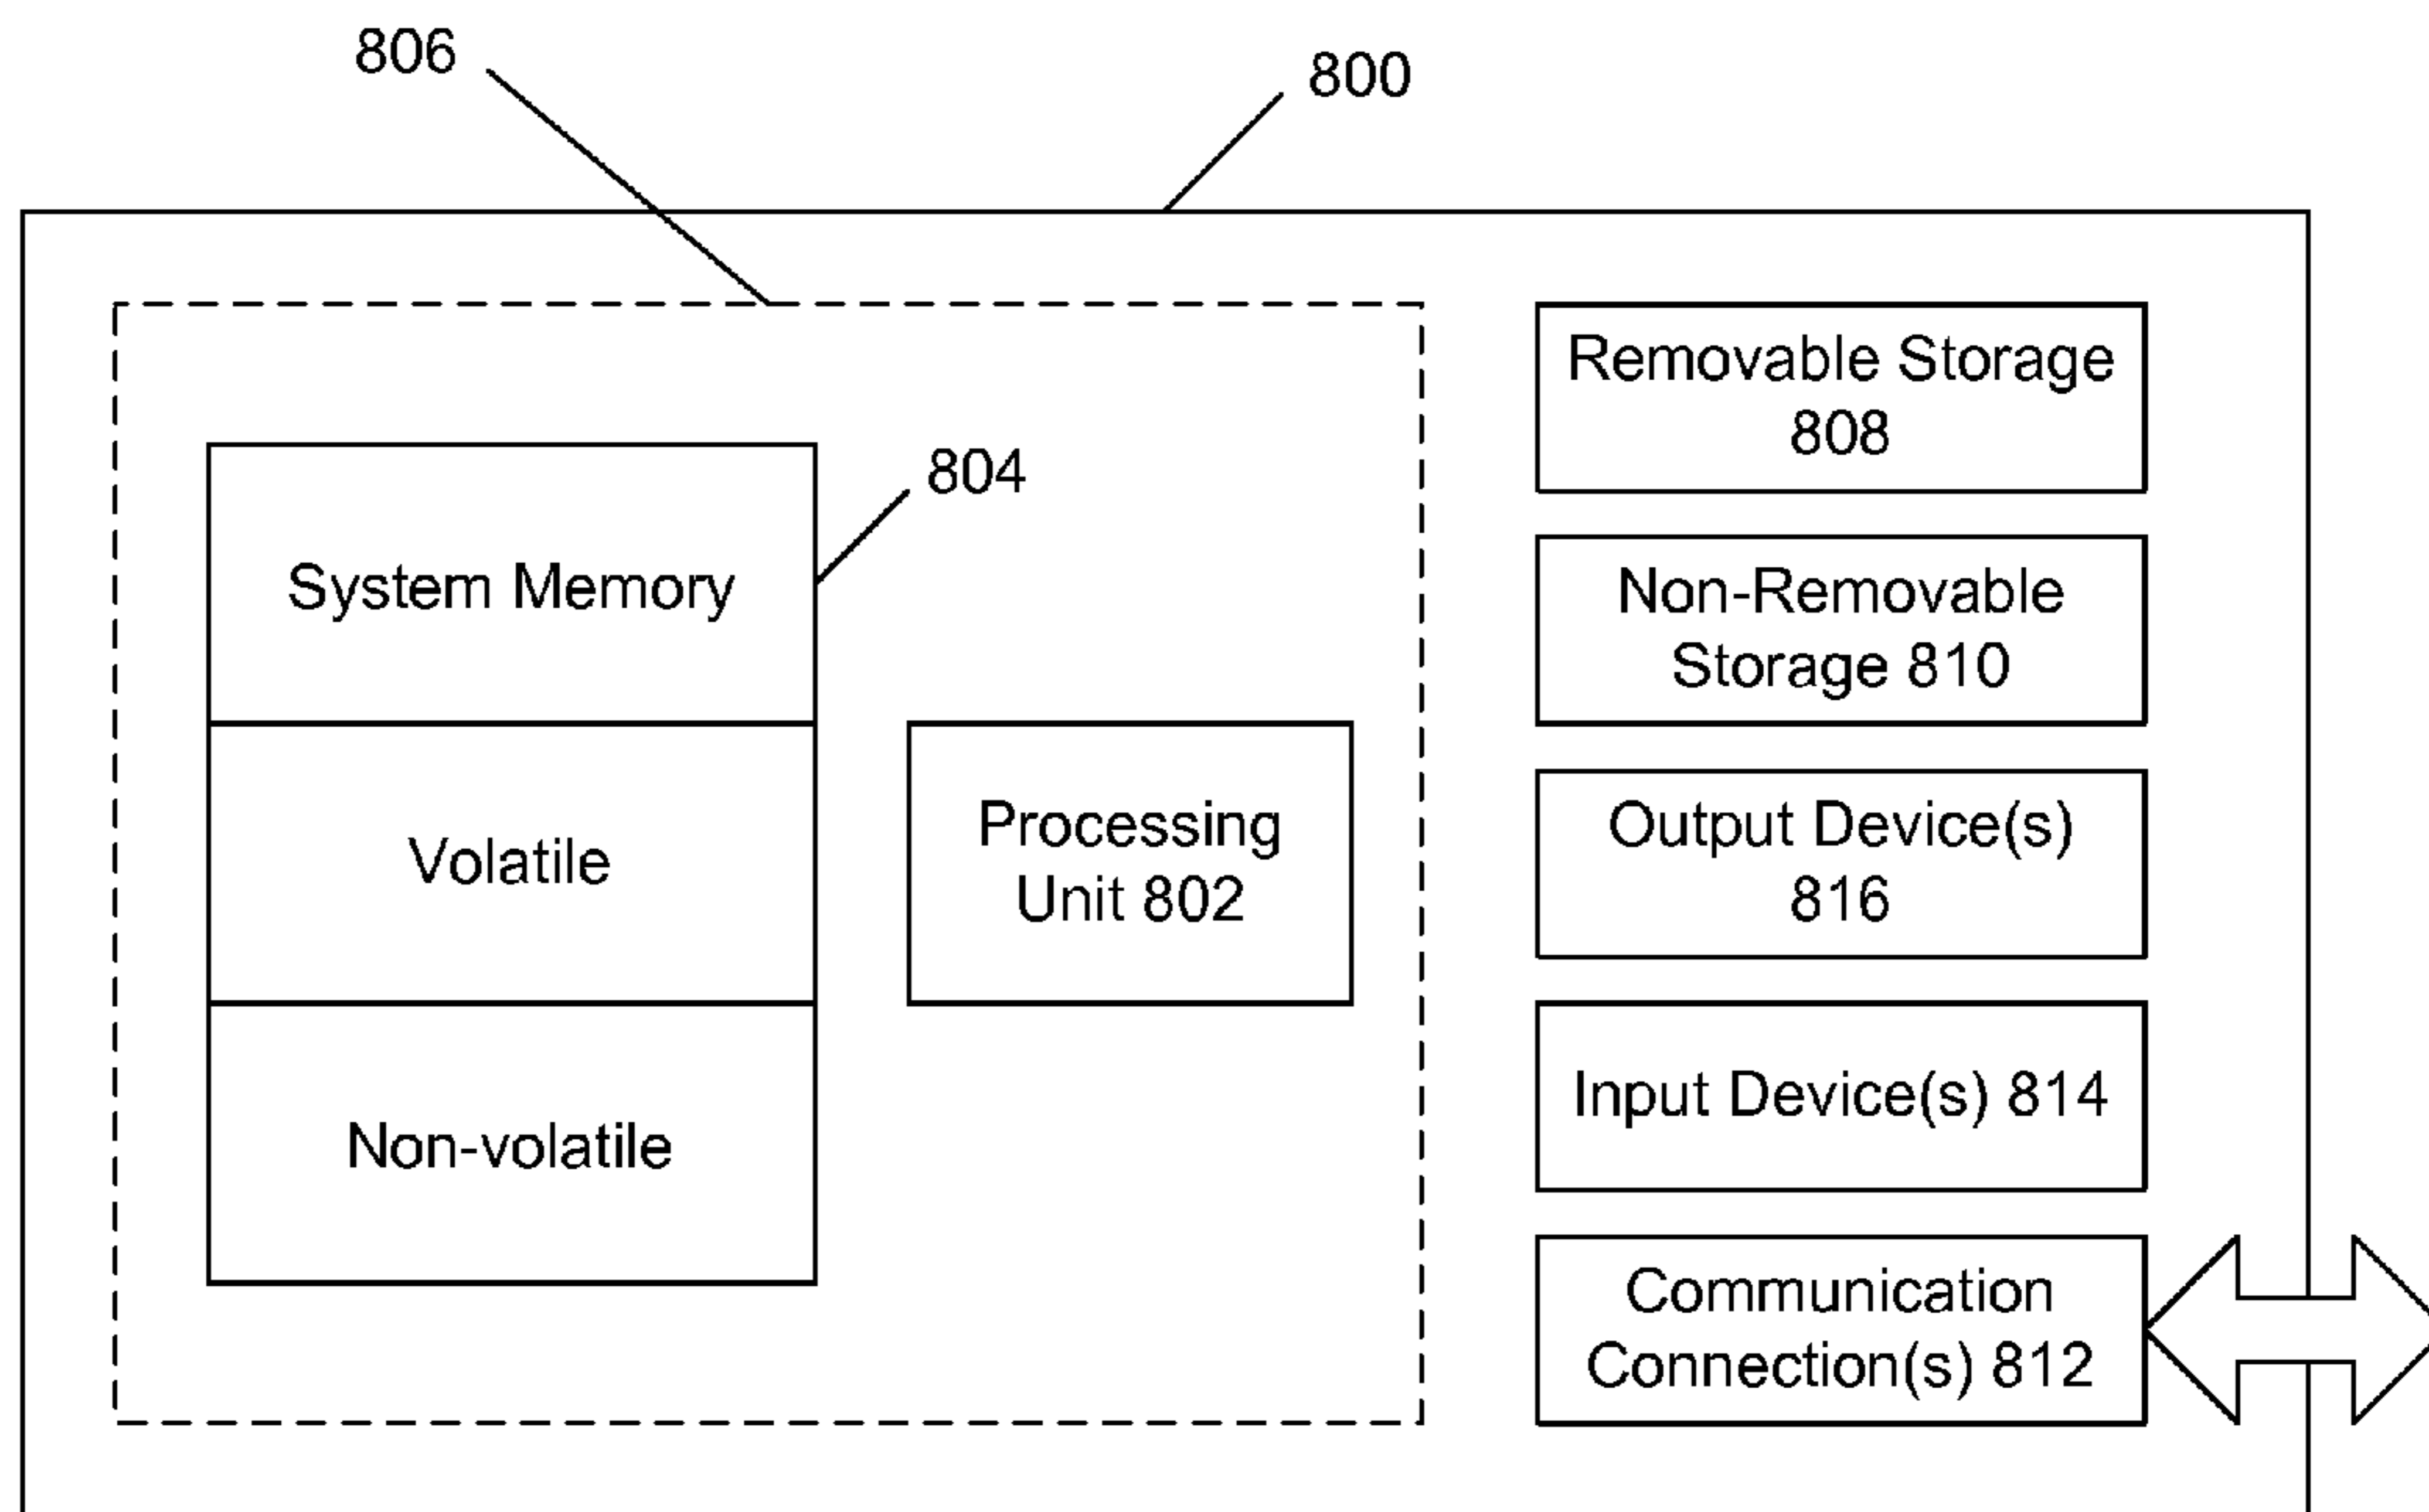 806
800
Removable Storage
808
804
System Memory
Non-Removable
Storage 810
Volatile
Processing
Unit 802
Output Device(s)
816
Non-volatile
Input Device(s) 814
Communication
Connection(s) 812